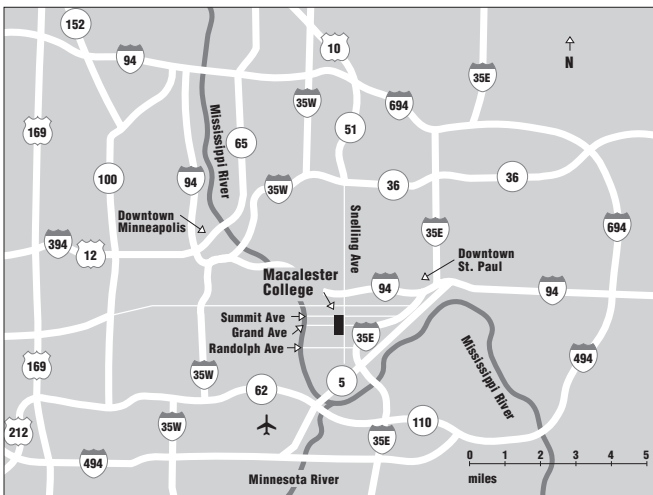 152
10
94
N
35E
35W
694
169
Mississippi River
65
51
100
94
35W
36
36
Snelling Ave
Downtown
Minneapolis
694
35E
394
12
Downtown
St. Paul
Macalester
College
94
94
Summit Ave
Grand Ave
35E
Randolph Ave
Mississippi River
494
169
35W
62
5
212
35W
110
35E
494
0 1 2 3 4 5
miles
Minnesota River